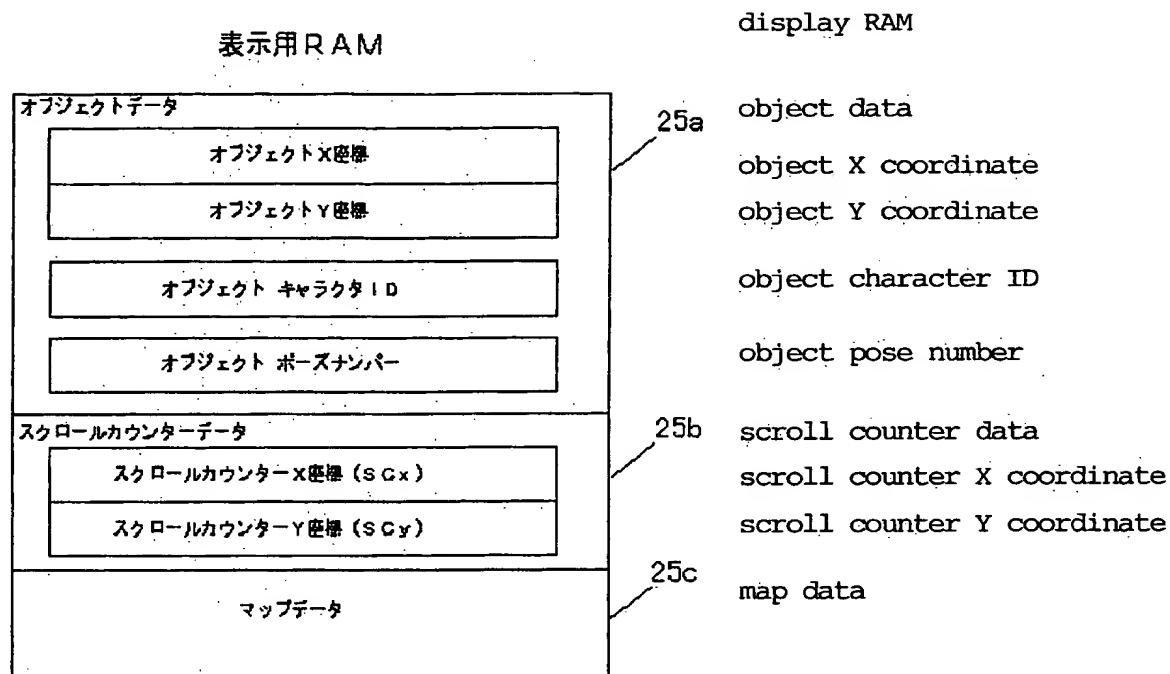 display RAM
表示用RAM
オブジェクトデータ
25a
object data
オブジェクトX座標
object X coordinate
オブジェクトY座標
object Y coordinate
オブジェクト キャラクタID
object character ID
オブジェクト ポーズナンバー
object pose number
スクロールカウンターデータ
25b
scroll counter data
スクロールカウンターX座標(SCx)
scroll counter X coordinate
スクロールカウンターY座標(SCy)
scroll counter Y coordinate
25c
map data
マップデータ